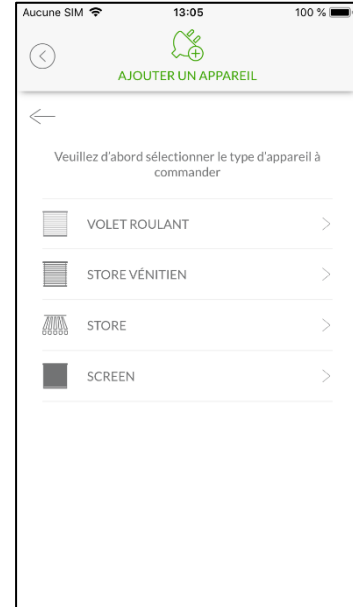 Aucune SIM 13:05 100 %
AJOUTER UN APPAREIL
Veuillez d'abord sélectionner le type d'appareil à
commander
VOLET ROULANT
STORE VÉNITIEN
STORE
SCREEN